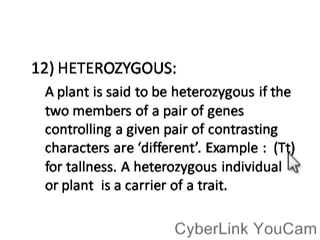 12) HETEROZYGOUS:
A plant is said to be heterozygous if the
two members of a pair of genes
controlling a given pair of contrasting
characters are ‘different’. Example : (Tt)
for tallness. A heterozygous individual
or plant is a carrier of a trait.
CyberLink YouCam